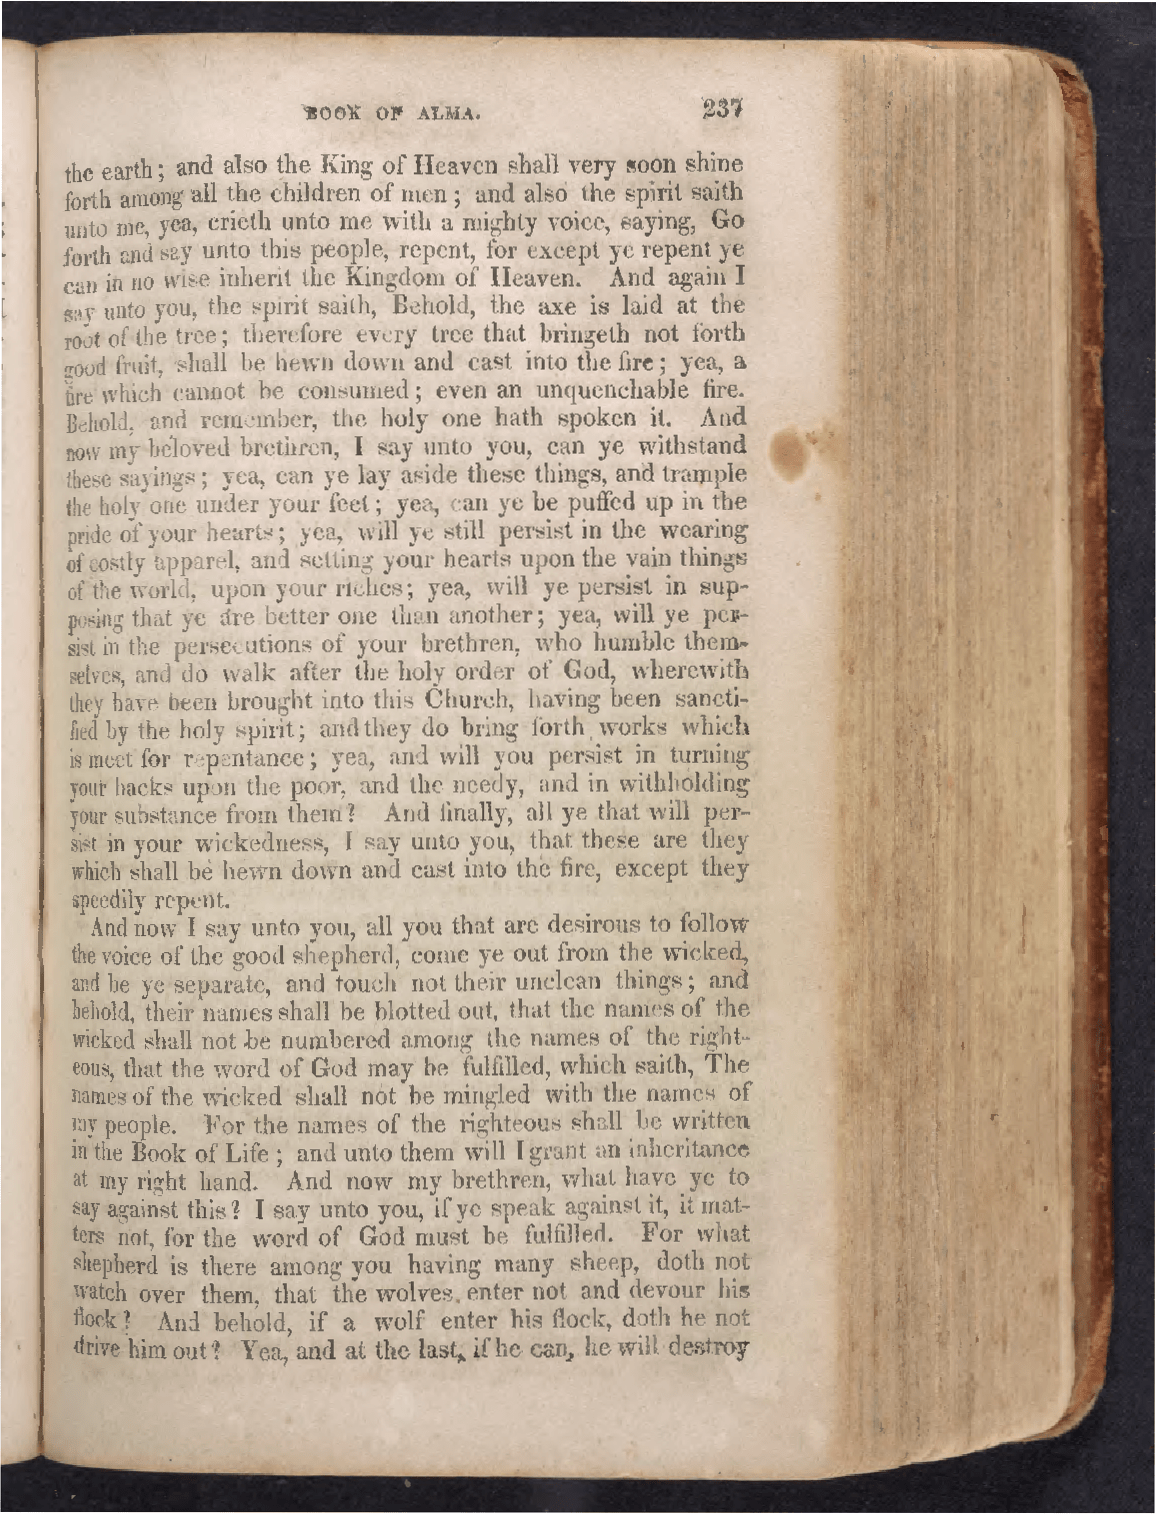 BOOK OF ALMA. 237
the earth; and also the King of Heaven shall very soon shine
forth among all the children of men; and also the spirit saith
unto me, yea, crieth unto me with a mighty voice, saying, Go
forth and say unto this people, repent, for except ye repent ye
can in no wise inherit the Kingdom of Heaven. And again I
say unto you, the spirit saith, Behold, the axe is laid at the
root of the tree; therefore every tree that bringeth not forth
good fruit, shall be hewn down and cast into the fire; yea, a
fire which cannot be consumed; even an unquenchable fire.
Behold, and remember, the holy one hath spoken it. And
now my beloved brethren, I say unto you, can ye withstand
these sayings; yea, can ye lay aside these things, and trample
the holy one under your feet; yea, can ye be puffed up in the
pride of your hearts; yea, will ye still persist in the wearing
of costly apparel, and setting your hearts upon the vain things
of the world, upon your riches; yea, will ye persist in sup-
posing that ye are better one than another; yea, will ye per-
sist in the persecutions of your brethren, who humble them-
selves, and do walk after the holy order of God, wherewith
they have been brought into this Church, having been sancti-
fied by the holy spirit; and they do bring forth works which
is meet for repentance; yea, and will you persist in turning
your backs upon the poor, and the needy, and in withholding
your substance from them? And finally, all ye that will per-
sist in your wickedness, I say unto you, that these are they
which shall be hewn down and cast into the fire, except they
speedily repent.
And now I say unto you, all you that are desirous to follow
the voice of the good shepherd, come ye out from the wicked,
and be ye separate, and touch not their unclean things; and
behold, their names shall be blotted out, that the names of the
wicked shall not be numbered among the names of the right-
eous, that the word of God may be fulfilled, which saith, The
names of the wicked shall not be mingled with the names of
my people. For the names of the righteous shall be written
in the Book of Life; and unto them will I grant an inheritance
at my right hand. And now my brethren, what have ye to
say against this? I say unto you, if ye speak against it, it mat-
ters not, for the word of God must be fulfilled. For what
shepherd is there among you having many sheep, doth not
watch over them, that the wolves enter not and devour his
flock? And behold, if a wolf enter his flock, doth he not
drive him out? Yea, and at the last, if he can, he will destroy